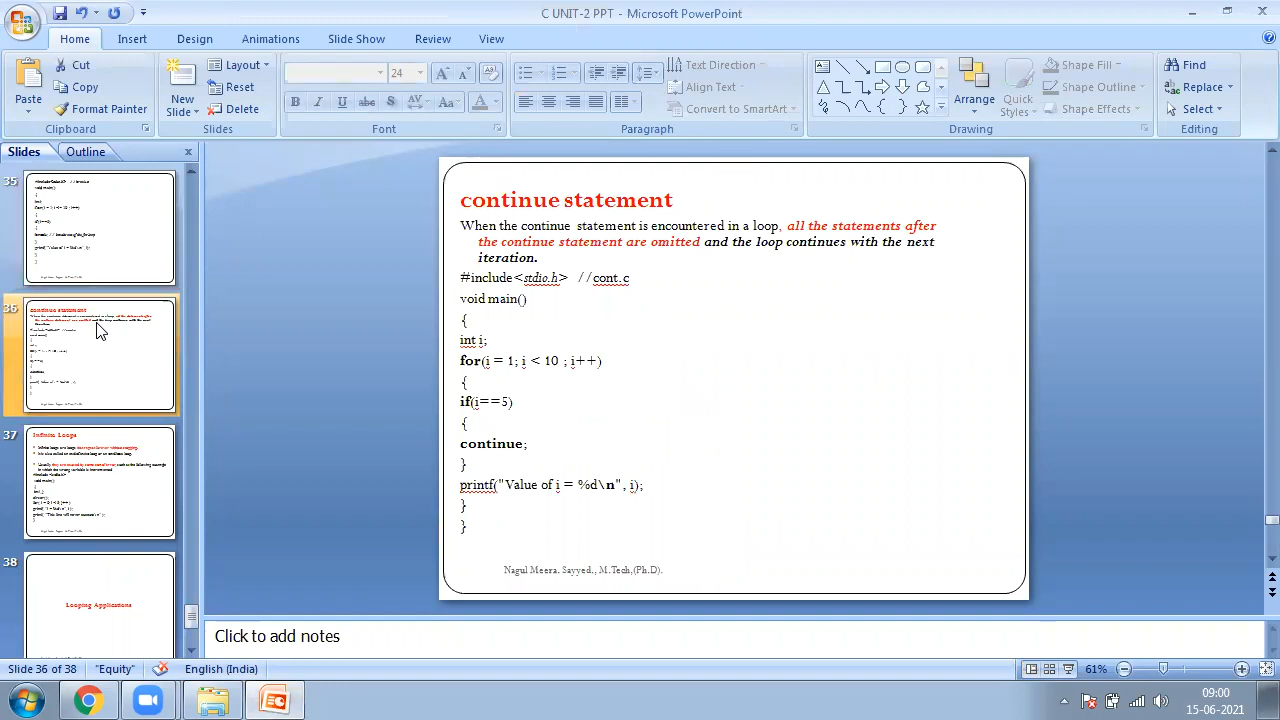 C UNIT-2 PPT - Microsoft PowerPoint
Home Insert Design Animations Slide Show Review View
Paste
Cut
Copy
Format Painter
Clipboard
New Slide
Layout
Reset
Delete
Slides
24
B I U abc S AV Aa A
Font
Text Direction
Align Text
Convert to SmartArt
Paragraph
Arrange
Quick Styles
Shape Fill
Shape Outline
Shape Effects
Drawing
Find
Replace
Select
Editing
Slides Outline
35
36
continue statement
37
Infinite Loops
38
Looping Applications
continue statement
When the continue statement is encountered in a loop, all the statements after
the continue statement are omitted and the loop continues with the next
iteration.
#include<stdio.h> //cont.c
void main()
{
int i;
for(i = 1; i < 10 ; i++)
{
if(i==5)
{
continue;
}
printf("Value of i = %d\n", i);
}
}
Nagul Meera. Sayyed., M.Tech,(Ph.D).
Click to add notes
Slide 36 of 38 "Equity" English (India) 61%
09:00
15-06-2021